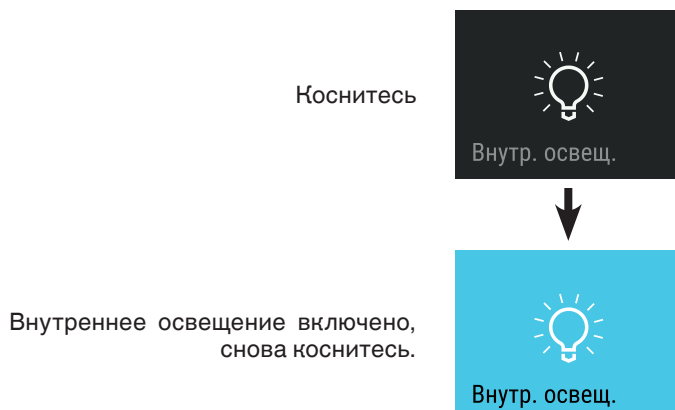 Коснитесь
Внутр. освещ.
Внутреннее освещение включено,
снова коснитесь.
Внутр. освещ.